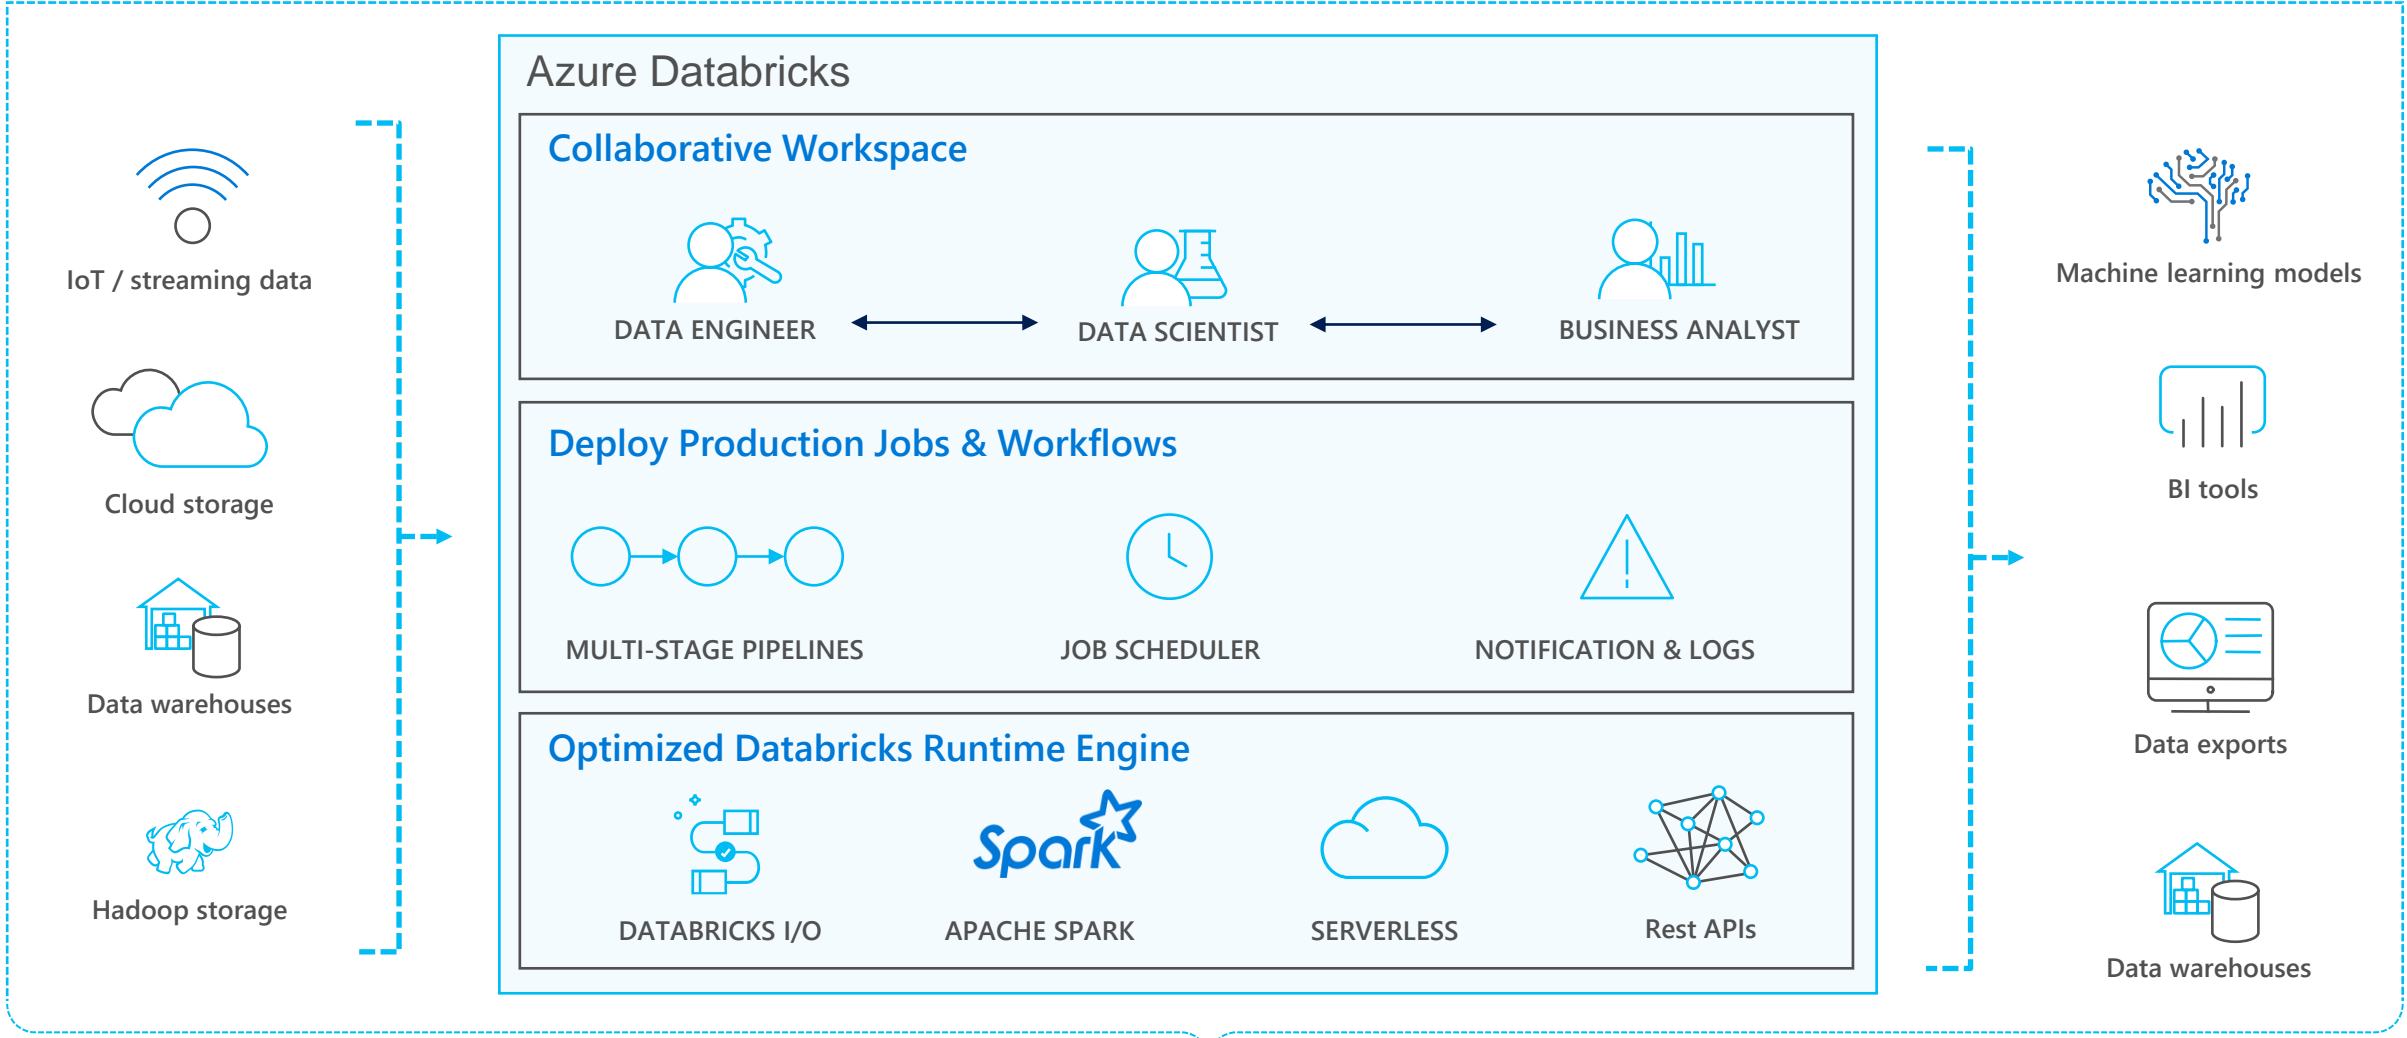 Azure Databricks
IoT / streaming data
Cloud storage
Data warehouses
Hadoop storage
Collaborative Workspace
DATA ENGINEER
DATA SCIENTIST
BUSINESS ANALYST
Deploy Production Jobs & Workflows
MULTI-STAGE PIPELINES
JOB SCHEDULER
NOTIFICATION & LOGS
Optimized Databricks Runtime Engine
Spark
DATABRICKS I/O
APACHE SPARK
SERVERLESS
Rest APIs
Machine learning models
BI tools
Data exports
Data warehouses